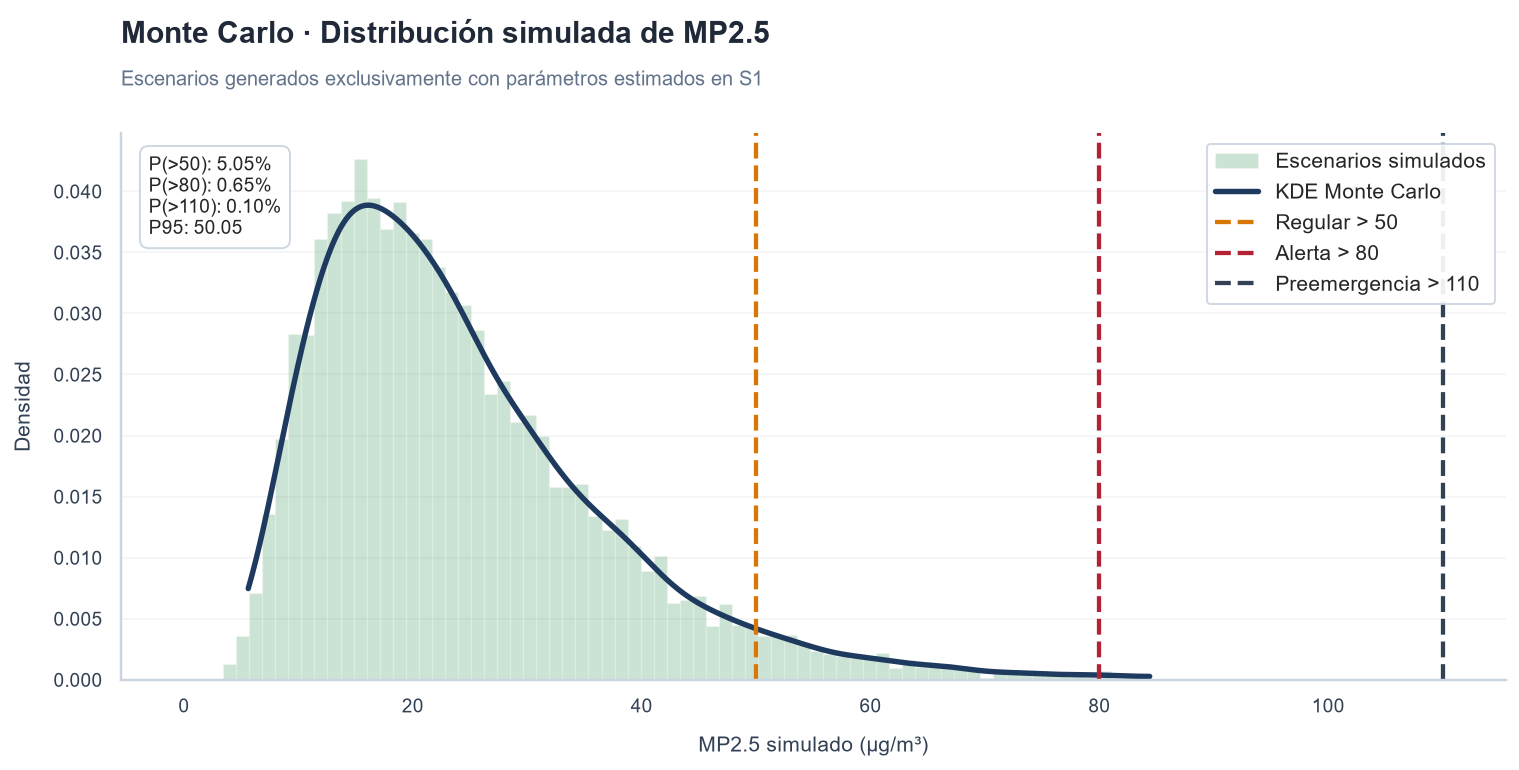 Monte Carlo · Distribución simulada de MP2.5
Escenarios generados exclusivamente con parámetros estimados en S1
P(>50): 5.05%
P(>80): 0.65%
P(>110): 0.10%
P95: 50.05
Escenarios simulados
KDE Monte Carlo
Regular > 50
Alerta > 80
Preemergencia > 110
Densidad
0.040
0.035
0.030
0.025
0.020
0.015
0.010
0.005
0.000
0 20 40 60 80 100
MP2.5 simulado (µg/m³)